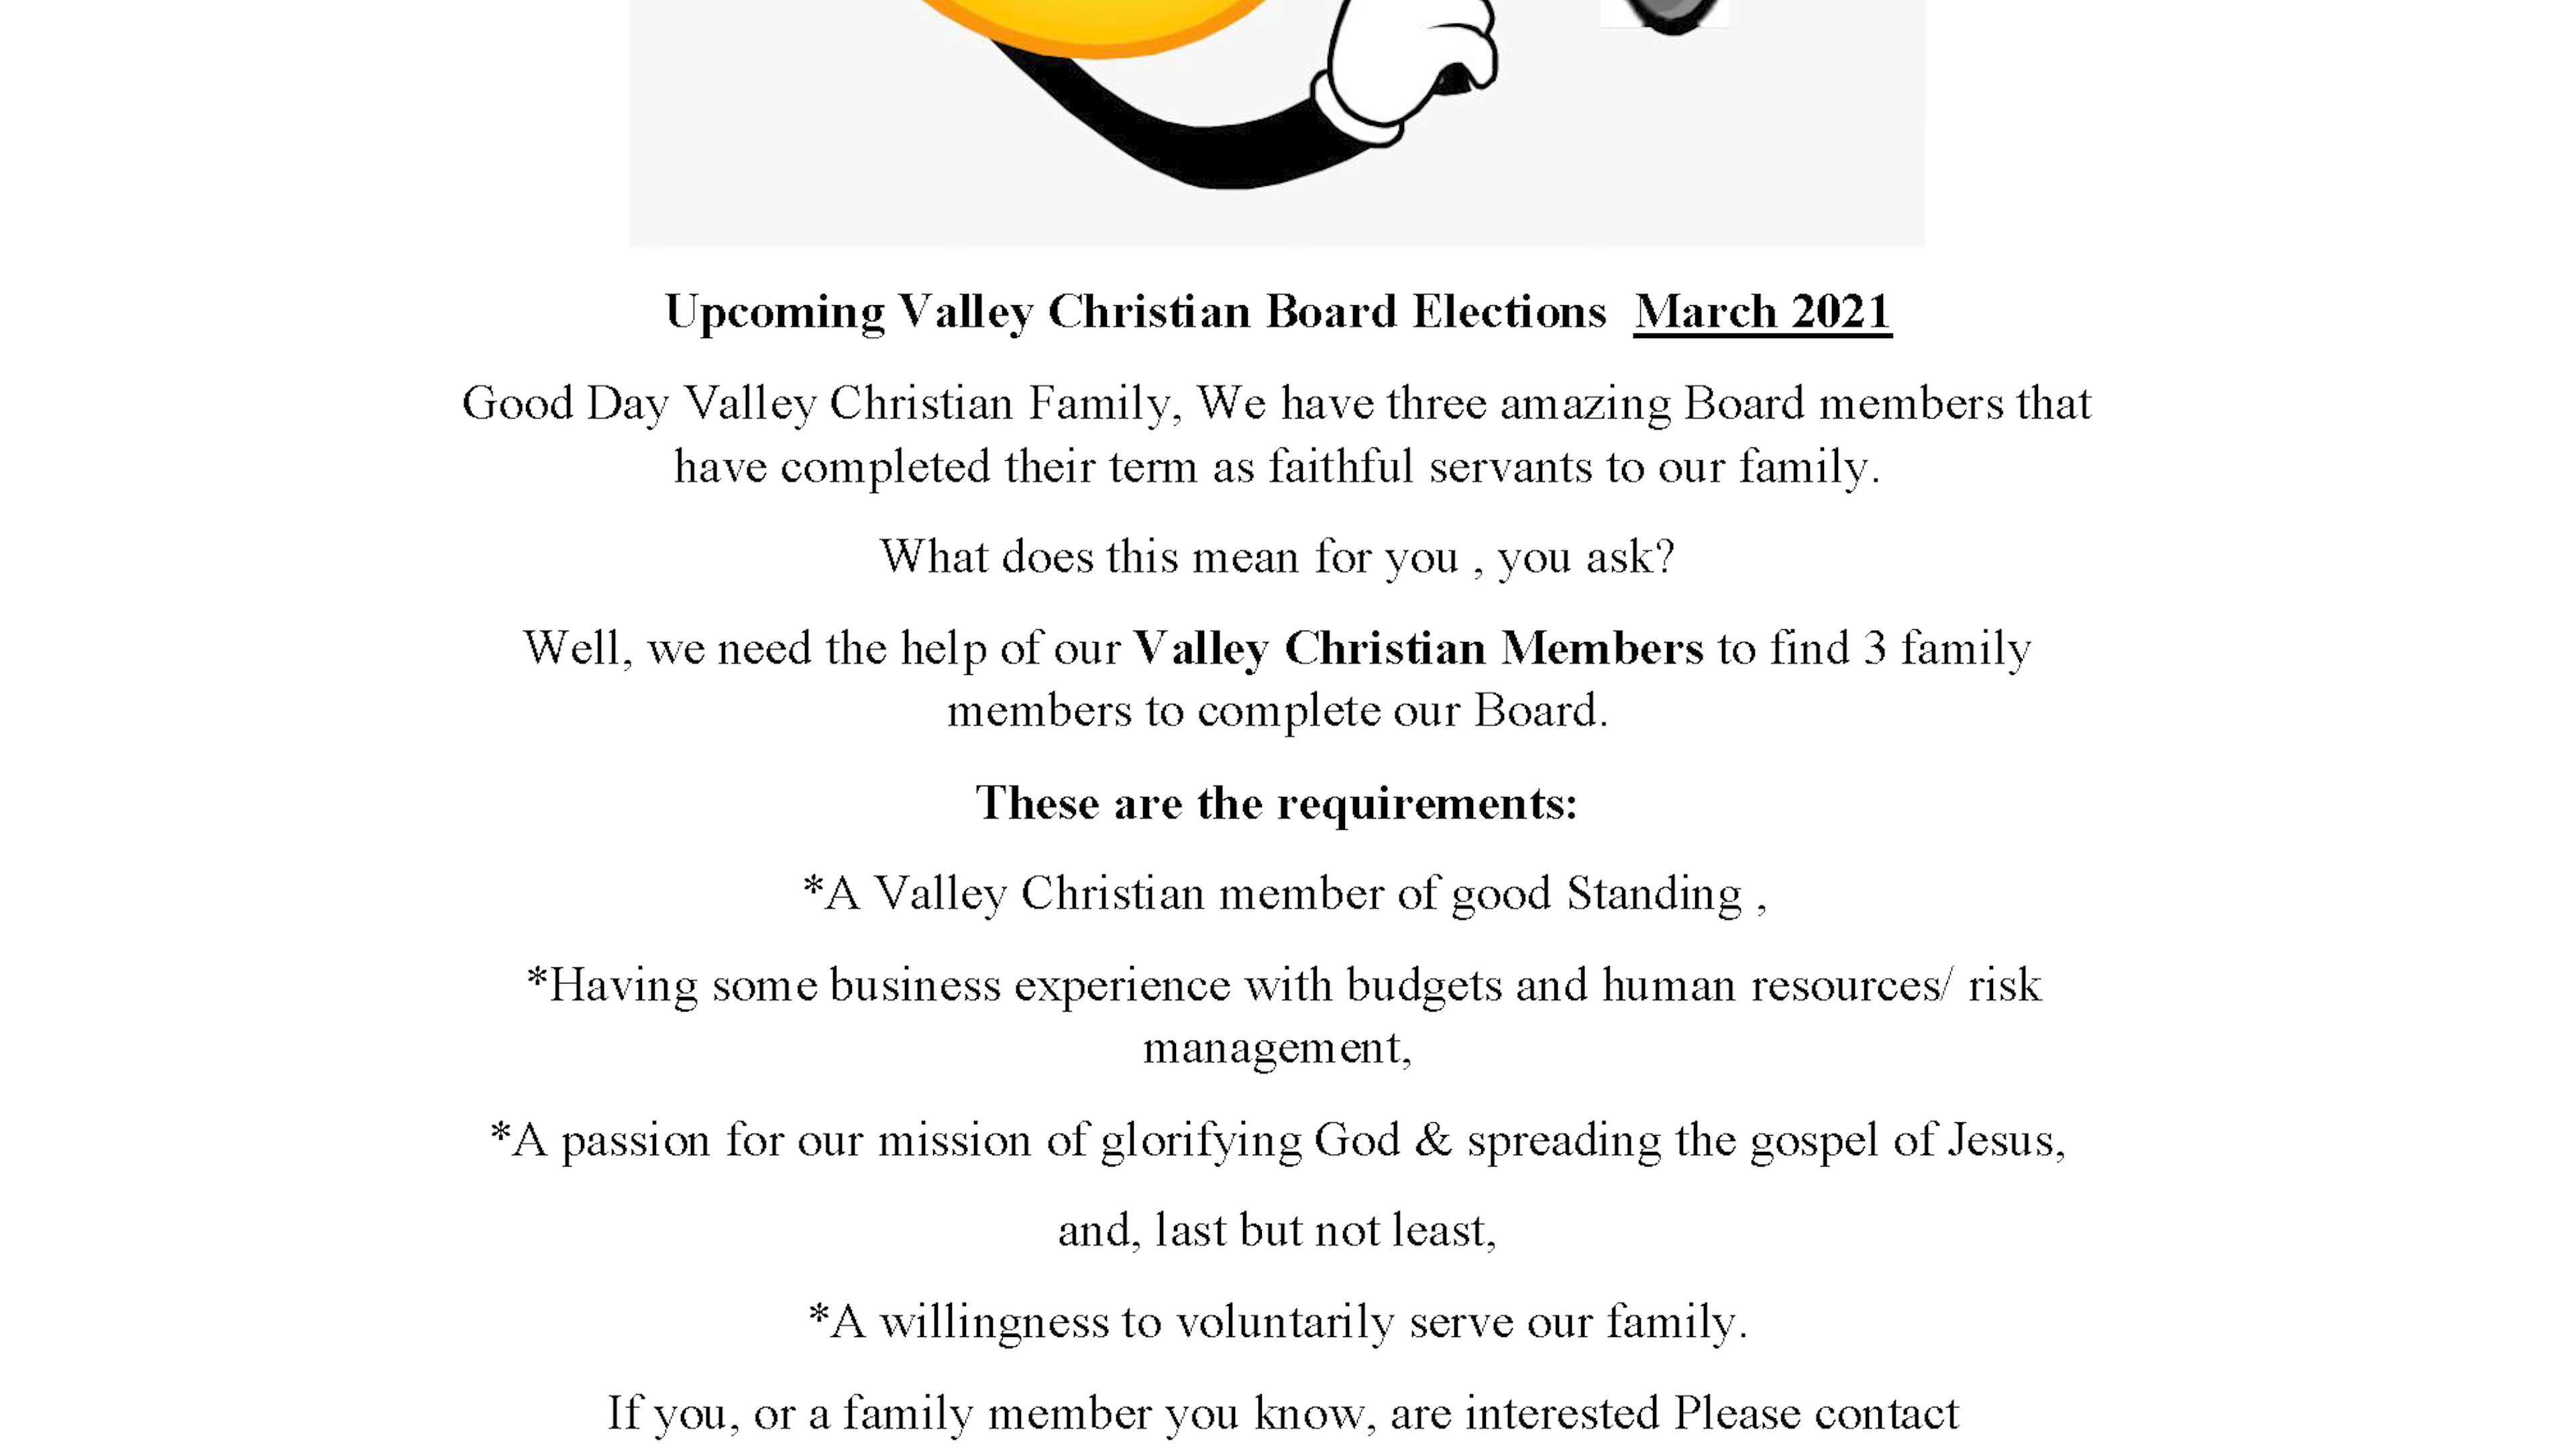 Upcoming Valley Christian Board Elections  March 2021
Good Day Valley Christian Family, We have three amazing Board members that
have completed their term as faithful servants to our family.
What does this mean for you , you ask?
Well, we need the help of our Valley Christian Members to find 3 family
members to complete our Board.
These are the requirements:
*A Valley Christian member of good Standing ,
*Having some business experience with budgets and human resources/ risk
management,
*A passion for our mission of glorifying God & spreading the gospel of Jesus,
and, last but not least,
*A willingness to voluntarily serve our family.
If you, or a family member you know, are interested Please contact